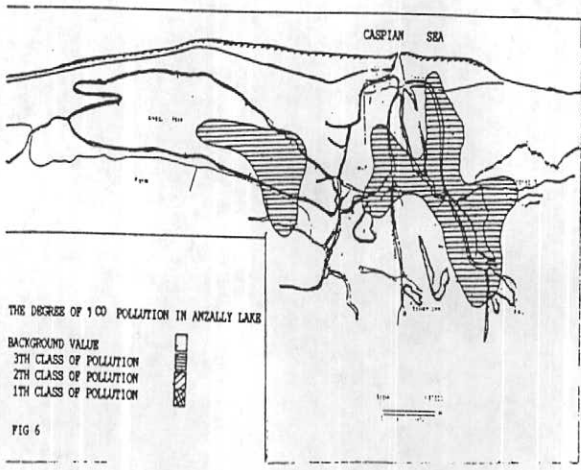 CASPIAN SEA
THE DEGREE OF 1 CO POLLUTION IN ANZALLY LAKE
BACKGROUND VALUE
3TH CLASS OF POLLUTION
2TH CLASS OF POLLUTION
1TH CLASS OF POLLUTION
FIG 6